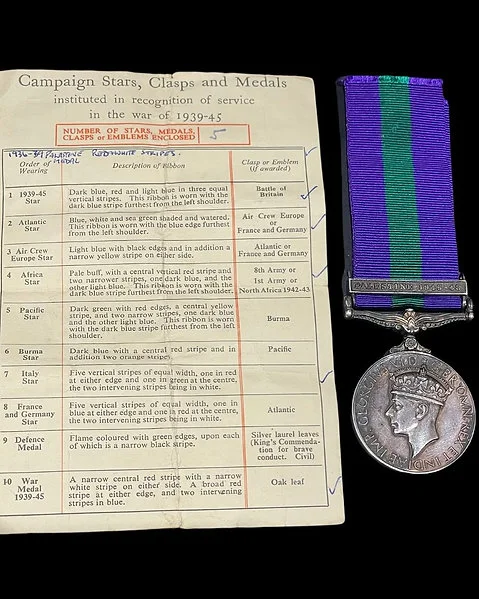 Campaign Stars, Clasps and Medals
instituted in recognition of service
in the war of 1939-45
NUMBER OF STARS, MEDALS,
CLASPS or EMBLEMS ENCLOSED
5
1936-39 PALASTINE RED & WHITE STRIPES.
MEDAL
Order of
Wearing
Description of Ribbon
Clasp or Emblem
(if awarded)
1 1939-45
Star
Dark blue, red and light blue in three equal
vertical stripes. This ribbon is worn with the
dark blue stripe furthest from the left shoulder.
Battle of
Britain
2 Atlantic
Star
Blue, white and sea green shaded and watered.
This ribbon is worn with the blue edge furthest
from the left shoulder.
Air Crew Europe
or
France and Germany
3 Air Crew
Europe Star
Light blue with black edges and in addition a
narrow yellow stripe on either side.
Atlantic or
France and Germany
4 Africa
Star
Pale buff, with a central vertical red stripe and
two narrower stripes, one dark blue, and the
other light blue. This ribbon is worn with the
dark blue stripe furthest from the left shoulder.
8th Army or
1st Army or
North Africa 1942-43
5 Pacific
Star
Dark green with red edges, a central yellow
stripe, and two narrow stripes, one dark blue
and the other light blue. This ribbon is worn
with the dark blue stripe furthest from the left
shoulder.
Burma
6 Burma
Star
Dark blue with a central red stripe and in
addition two orange stripes.
Pacific
7 Italy
Star
Five vertical stripes of equal width, one in red
at either edge and one in green at the centre,
the two intervening stripes being in white.
8 France
and Germany
Star
Five vertical stripes of equal width, one in
blue at either edge and one in red at the centre,
the two intervening stripes being in white.
Atlantic
9 Defence
Medal
Flame coloured with green edges, upon each
of which is a narrow black stripe.
Silver laurel leaves
(King's Commenda-
tion for brave
conduct. Civil)
10 War
Medal
1939-45
A narrow central red stripe with a narrow
white stripe on either side. A broad red
stripe at either edge, and two intervening
stripes in blue.
Oak leaf
PALESTINE 1945-48